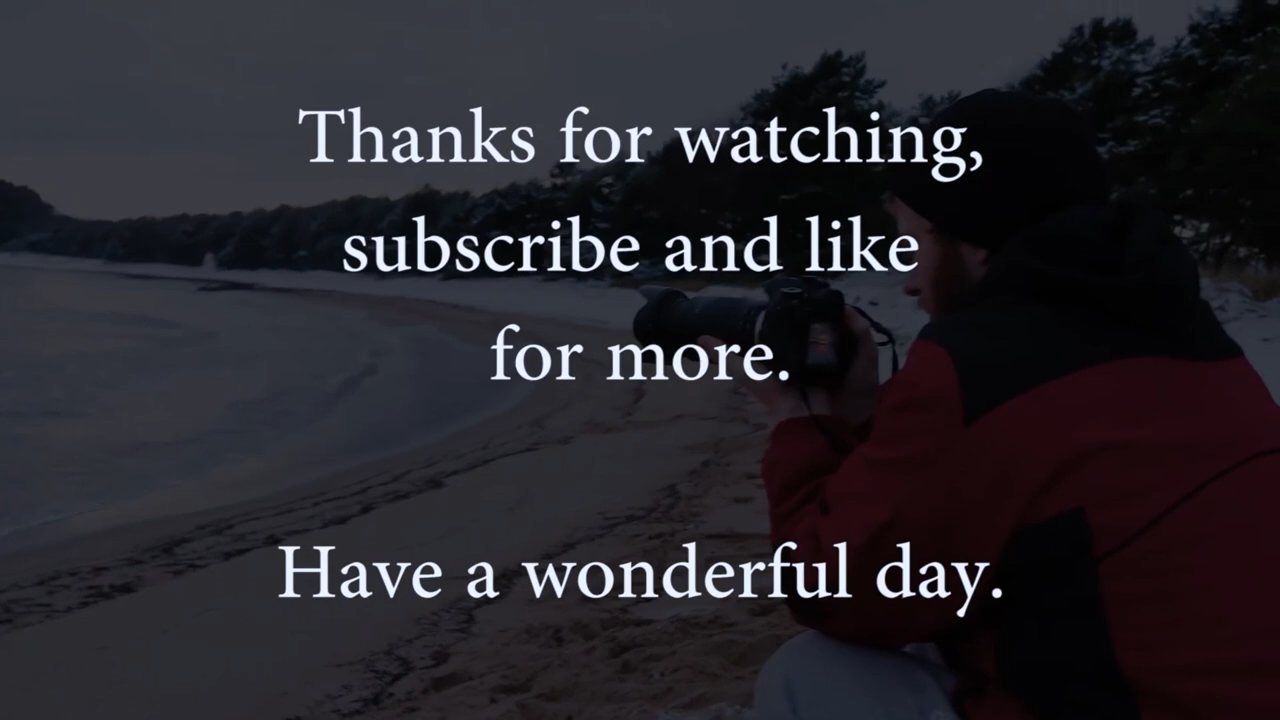 Thanks for watching,
subscribe and like
for more.
Have a wonderful day.